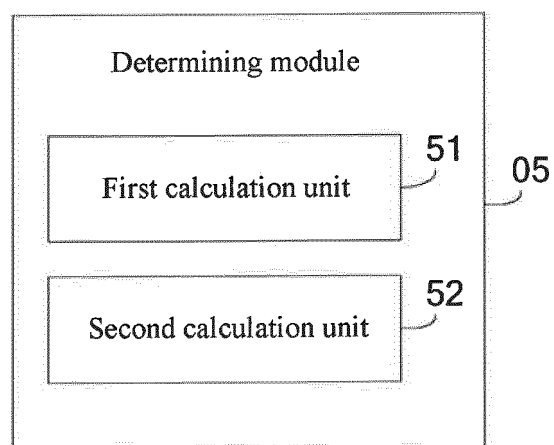 Determining module
51
First calculation unit
05
52
Second calculation unit